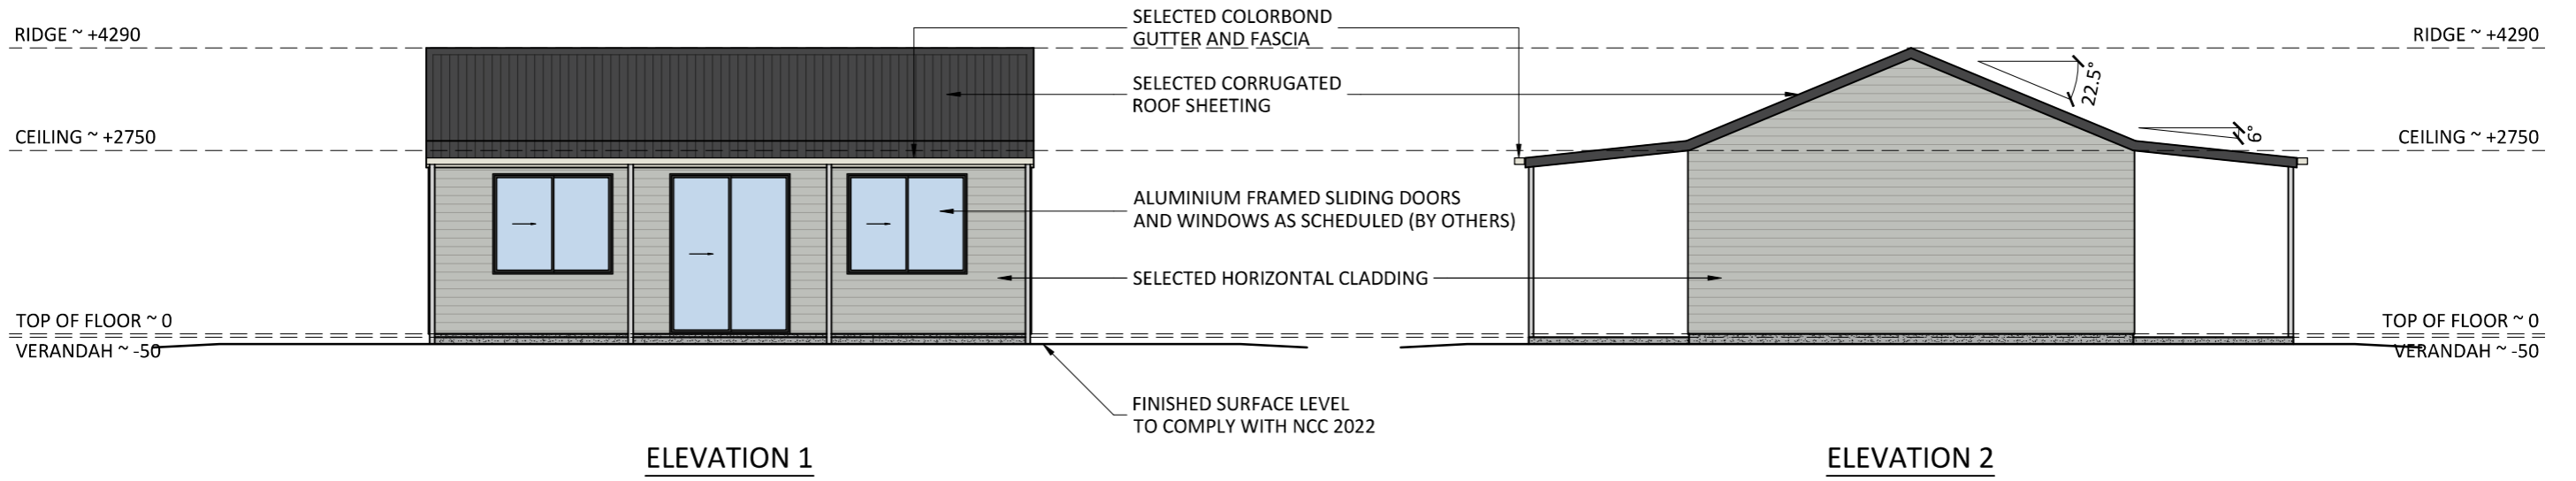 RIDGE ~ +4290
CEILING ~ +2750
TOP OF FLOOR ~ 0
VERANDAH ~ -50
SELECTED COLORBOND
GUTTER AND FASCIA
SELECTED CORRUGATED
ROOF SHEETING
ALUMINIUM FRAMED SLIDING DOORS
AND WINDOWS AS SCHEDULED (BY OTHERS)
SELECTED HORIZONTAL CLADDING
FINISHED SURFACE LEVEL
TO COMPLY WITH NCC 2022
ELEVATION 1
22.5°
6°
RIDGE ~ +4290
CEILING ~ +2750
TOP OF FLOOR ~ 0
VERANDAH ~ -50
ELEVATION 2